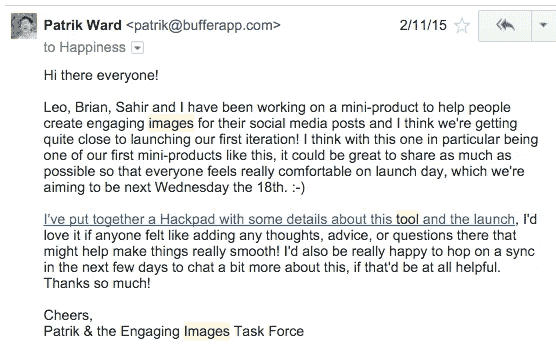 Patrik Ward <patrik@bufferapp.com> 2/11/15
to Happiness
Hi there everyone!
Leo, Brian, Sahir and I have been working on a mini-product to help people
create engaging images for their social media posts and I think we're getting
quite close to launching our first iteration! I think with this one in particular being
one of our first mini-products like this, it could be great to share as much as
possible so that everyone feels really comfortable on launch day, which we're
aiming to be next Wednesday the 18th. :-)
I've put together a Hackpad with some details about this tool and the launch, I'd
love it if anyone felt like adding any thoughts, advice, or questions there that
might help make things really smooth! I'd also be really happy to hop on a sync
in the next few days to chat a bit more about this, if that'd be at all helpful.
Thanks so much!
Cheers,
Patrik & the Engaging Images Task Force